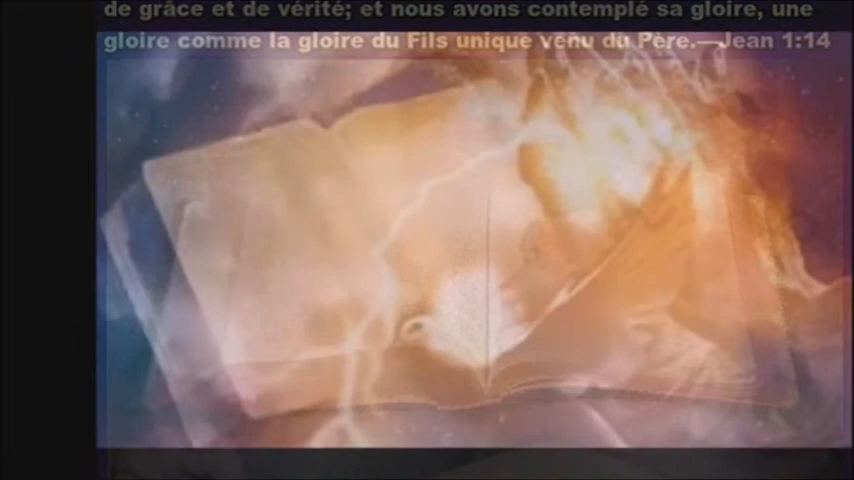 de grâce et de vérité; et nous avons contemplé sa gloire, une
gloire comme la gloire du Fils unique venu du Père.—Jean 1:14